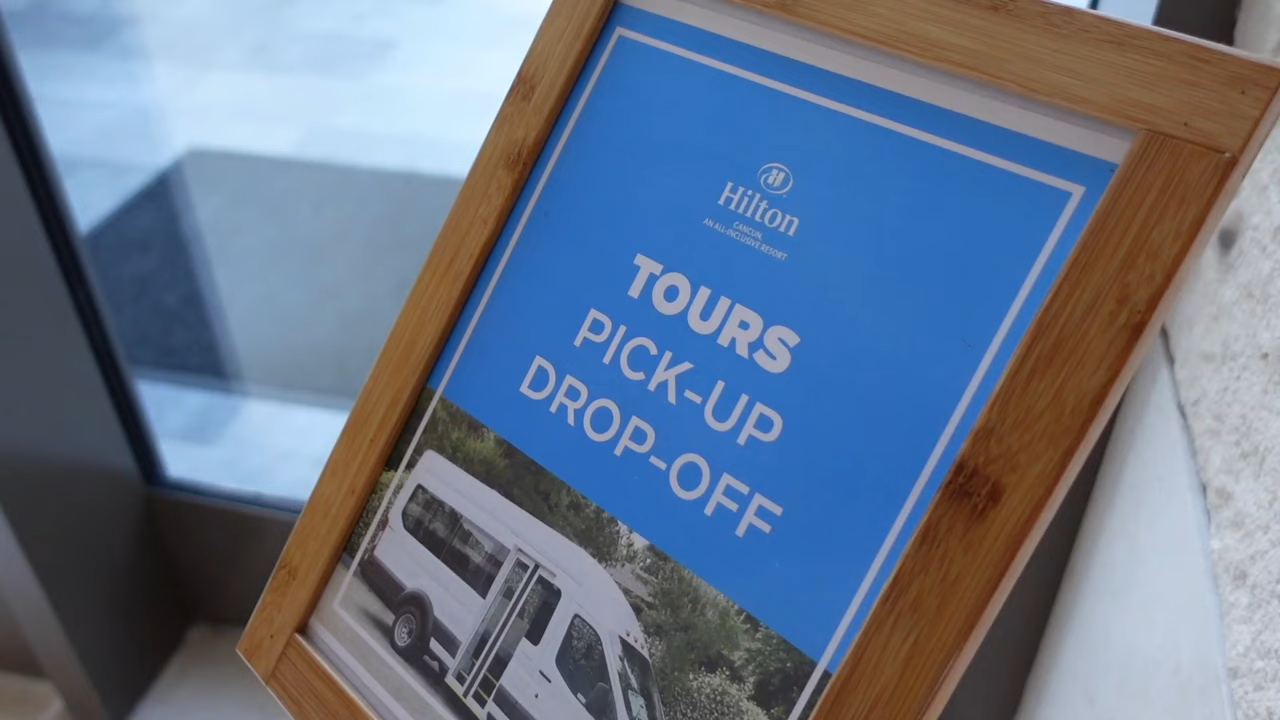 Hilton
CANCUN,
AN ALL-INCLUSIVE RESORT
TOURS
PICK-UP
DROP-OFF